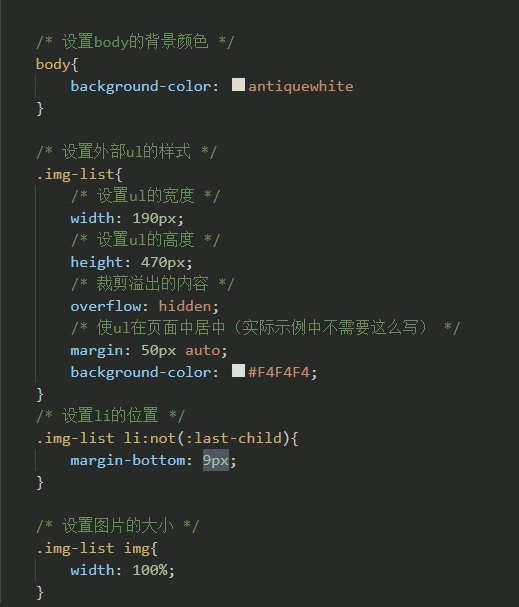 /* 设置body的背景颜色 */
body{
background-color: antiquewhite
}
/* 设置外部ul的样式 */
.img-list{
/* 设置ul的宽度 */
width: 190px;
/* 设置ul的高度 */
height: 470px;
/* 裁剪溢出的内容 */
overflow: hidden;
/* 使ul在页面中居中（实际示例中不需要这么写） */
margin: 50px auto;
background-color: #F4F4F4;
}
/* 设置li的位置 */
.img-list li:not(:last-child){
margin-bottom: 9px;
}
/* 设置图片的大小 */
.img-list img{
width: 100%;
}